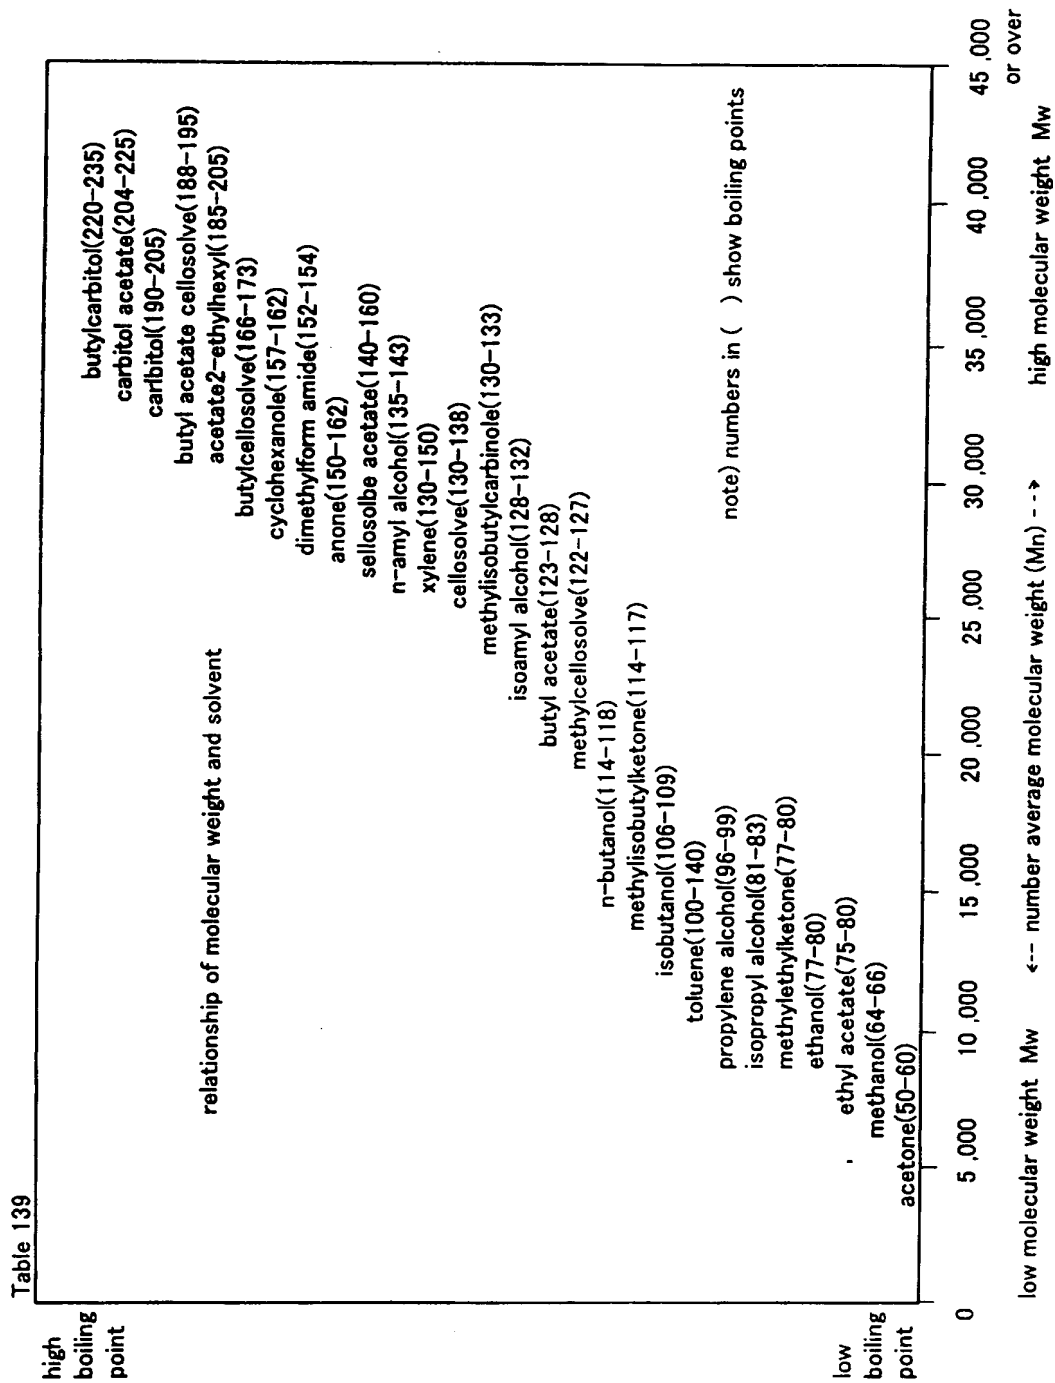 Table 139
high
boiling
point
relationship of molecular weight and solvent
butylcarbitol(220-235)
carbitol acetate(204-225)
carlbitol(190-205)
butyl acetate cellosolve(188-195)
acetate2-ethylhexyl(185-205)
butylcellosolve(166-173)
cyclohexanole(157-162)
dimethylform amide(152-154)
anone(150-162)
sellosolbe acetate(140-160)
n-amyl alcohol(135-143)
xylene(130-150)
cellosolve(130-138)
methylisobutylcarbinole(130-133)
isoamyl alcohol(128-132)
butyl acetate(123-128)
methylcellosolve(122-127)
n-butanol(114-118)
methylisobutylketone(114-117)
isobutanol(106-109)
toluene(100-140)
propylene alcohol(96-99)
isopropyl alcohol(81-83)
methylethylketone(77-80)
ethanol(77-80)
ethyl acetate(75-80)
methanol(64-66)
acetone(50-60)
note) numbers in ( ) show boiling points
low
boiling
point
0 5,000 10,000 15,000 20,000 25,000 30,000 35,000 40,000 45,000
or over
low molecular weight Mw <-- number average molecular weight (Mn) --> high molecular weight Mw